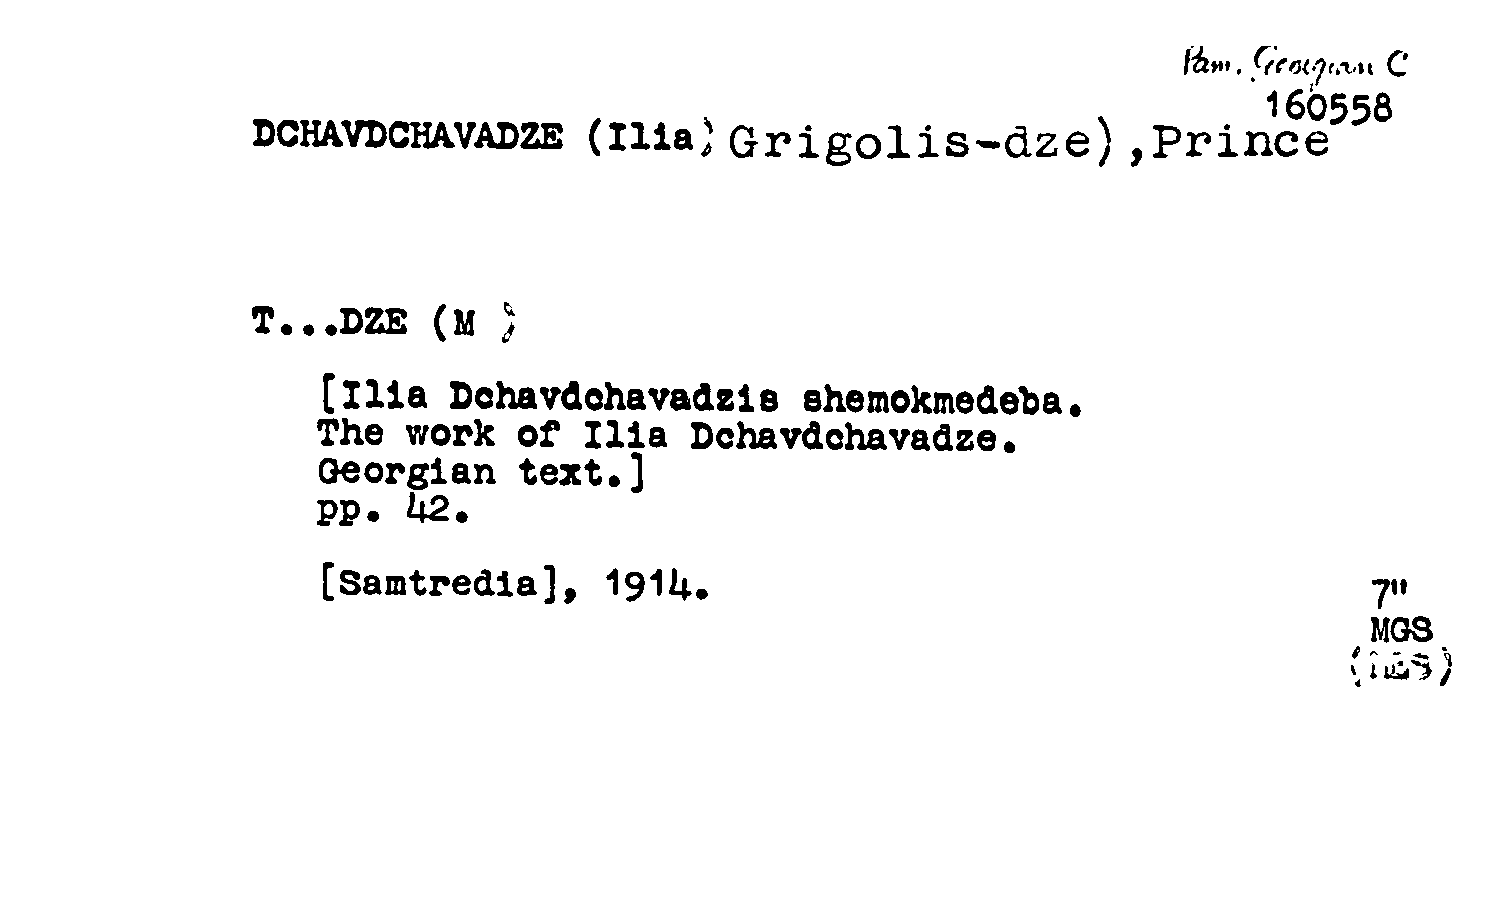 Pam. Georgian C
160558
DCHAVDCHAVADZE (Ilia) Grigolis-dze),Prince
T...DZE (M )
[Ilia Dchavdchavadzis shemokmedeba.
The work of Ilia Dchavdchavadze.
Georgian text.]
pp. 42.
[Samtredia], 1914.
7"
MGS